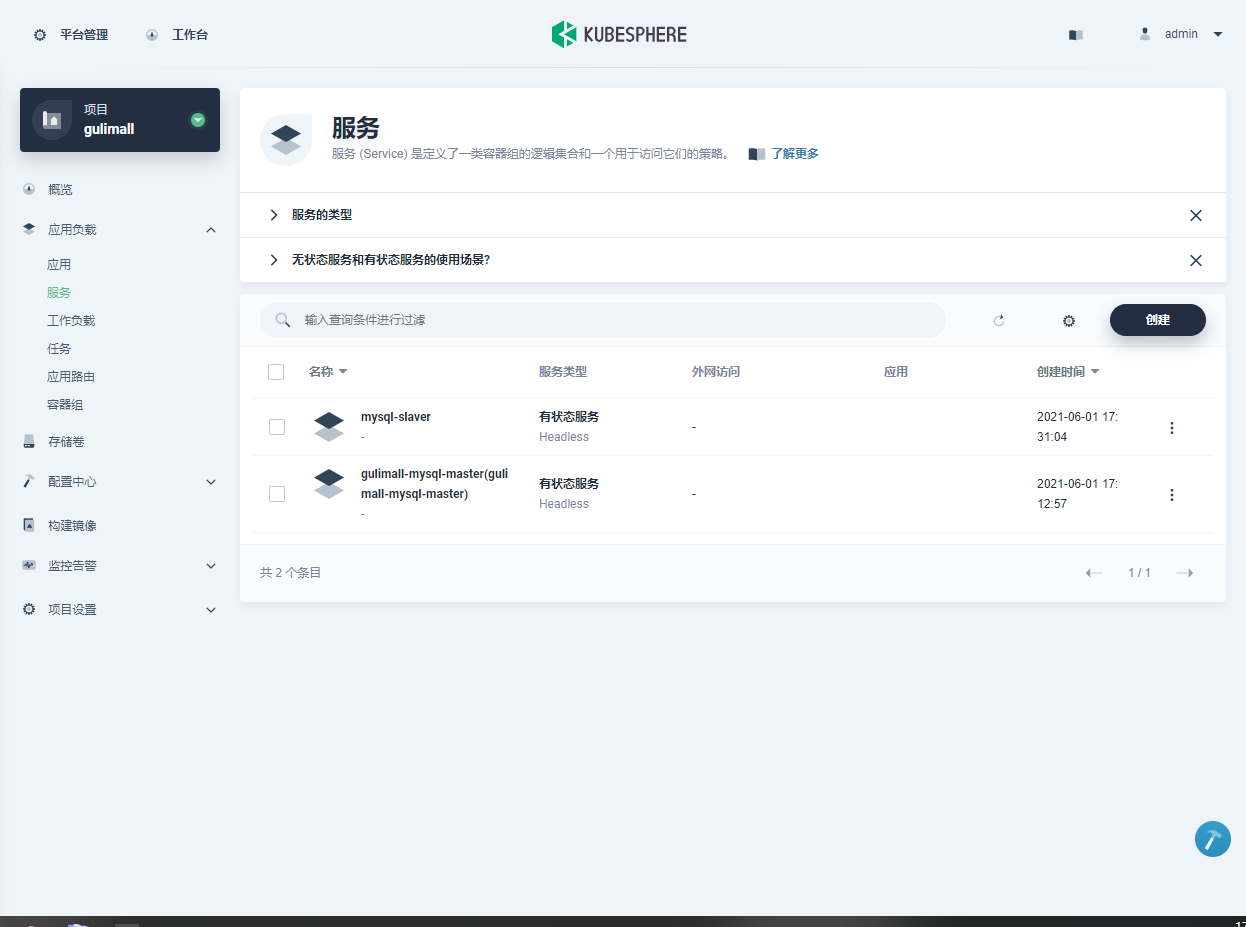 平台管理
工作台
KUBESPHERE
admin
项目
gulimall
概览
应用负载
应用
服务
工作负载
任务
应用路由
容器组
存储卷
配置中心
构建镜像
监控告警
项目设置
服务
服务 (Service) 是定义了一类容器组的逻辑集合和一个用于访问它们的策略。 了解更多
服务的类型
无状态服务和有状态服务的使用场景?
输入查询条件进行过滤
创建
名称 服务类型 外网访问 应用 创建时间
mysql-slaver
-
有状态服务
Headless
-
2021-06-01 17:
31:04
gulimall-mysql-master(guli
mall-mysql-master)
-
有状态服务
Headless
-
2021-06-01 17:
12:57
共 2 个条目
1 / 1